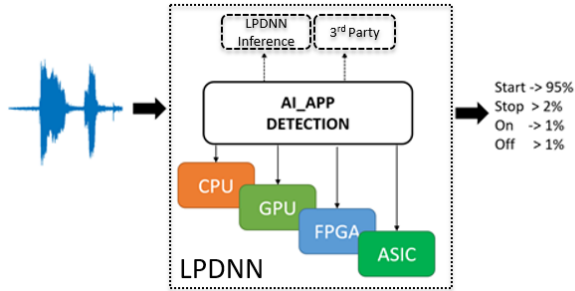 LPDNN
Inference
3rd Party
AI_APP
DETECTION
CPU
GPU
FPGA
ASIC
LPDNN
Start -> 95%
Stop > 2%
On -> 1%
Off > 1%